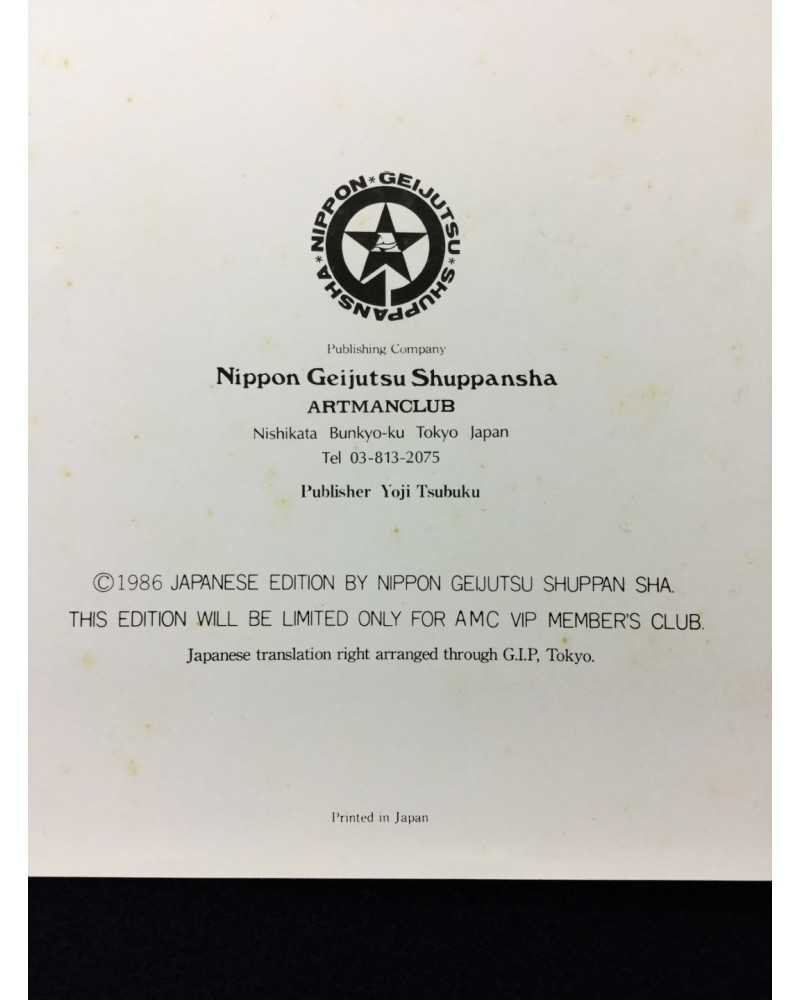 NIPPON*GEIJUTSU*SHUPPANSHA*
Publishing Company
Nippon Geijutsu Shuppansha
ARTMANCLUB
Nishikata Bunkyo-ku Tokyo Japan
Tel 03-813-2075
Publisher Yoji Tsubuku
©1986 JAPANESE EDITION BY NIPPON GEIJUTSU SHUPPAN SHA.
THIS EDITION WILL BE LIMITED ONLY FOR AMC VIP MEMBER'S CLUB.
Japanese translation right arranged through G.I.P, Tokyo.
Printed in Japan